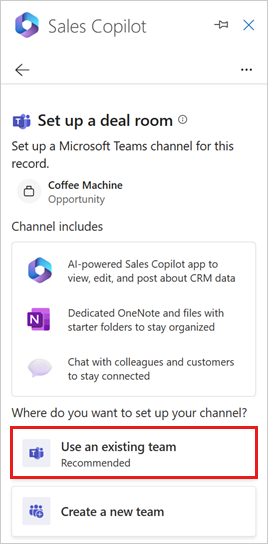 Sales Copilot
Set up a deal room
Set up a Microsoft Teams channel for this
record.
Coffee Machine
Opportunity
Channel includes
AI-powered Sales Copilot app to
view, edit, and post about CRM data
Dedicated OneNote and files with
starter folders to stay organized
Chat with colleagues and customers
to stay connected
Where do you want to set up your channel?
Use an existing team
Recommended
Create a new team